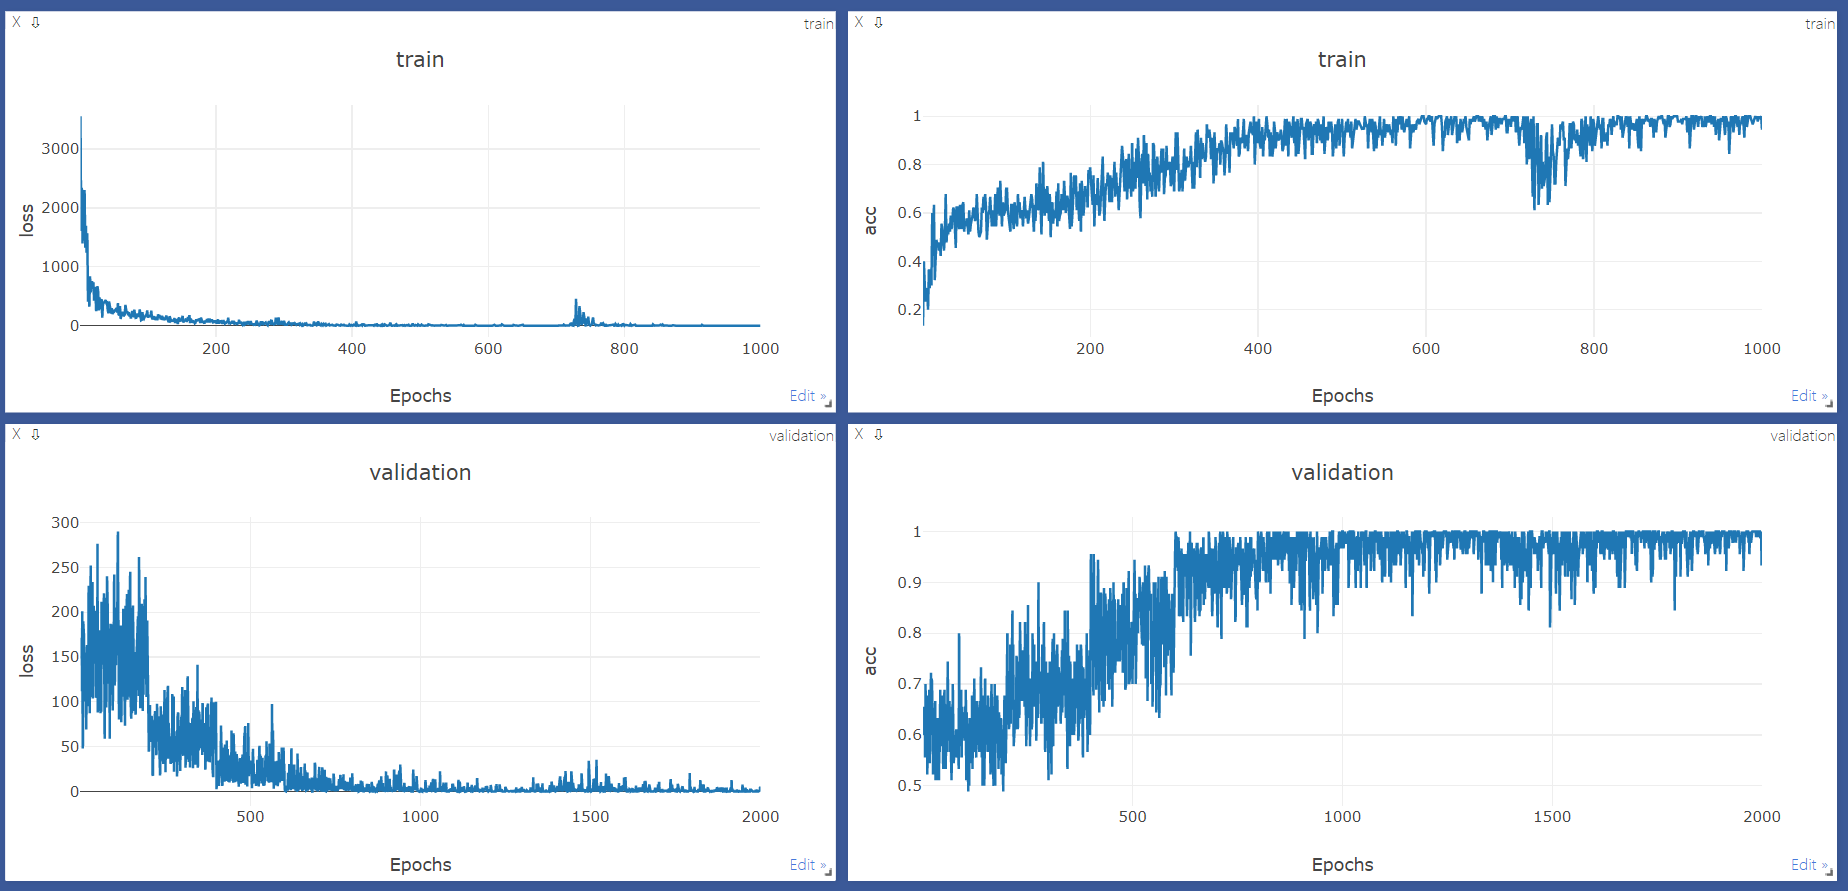 X ⇩ train
train
3000
2000
1000
0
loss
200 400 600 800 1000
Epochs
Edit »
X ⇩ train
train
1
0.8
0.6
0.4
0.2
acc
200 400 600 800 1000
Epochs
Edit »
X ⇩ validation
validation
300
250
200
150
100
50
0
loss
500 1000 1500 2000
Epochs
Edit »
X ⇩ validation
validation
1
0.9
0.8
0.7
0.6
0.5
acc
500 1000 1500 2000
Epochs
Edit »